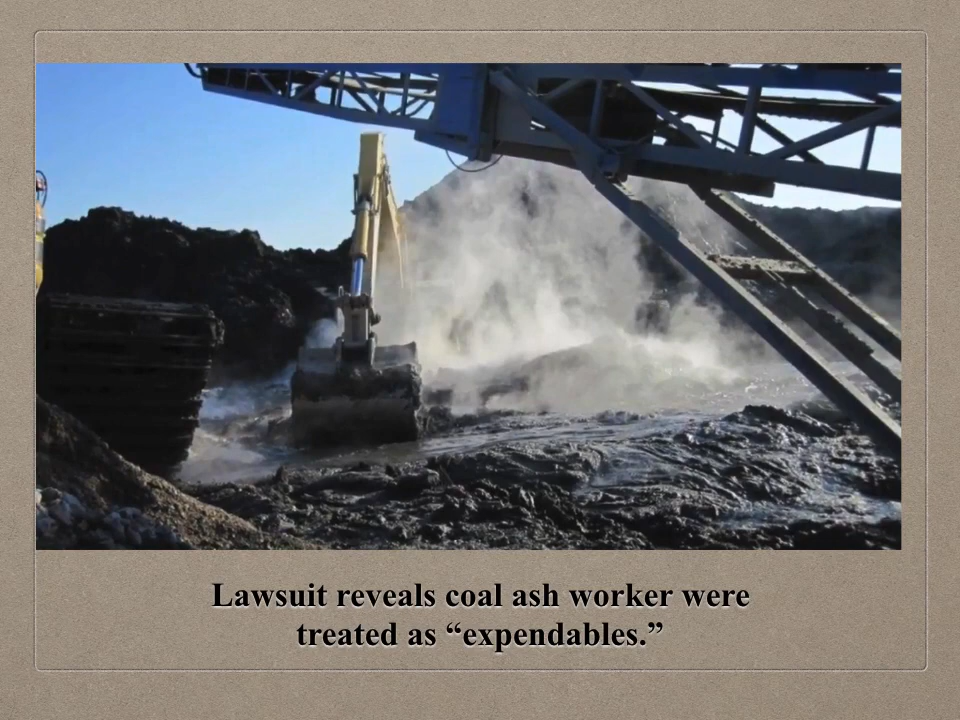 Lawsuit reveals coal ash worker were
treated as “expendables.”